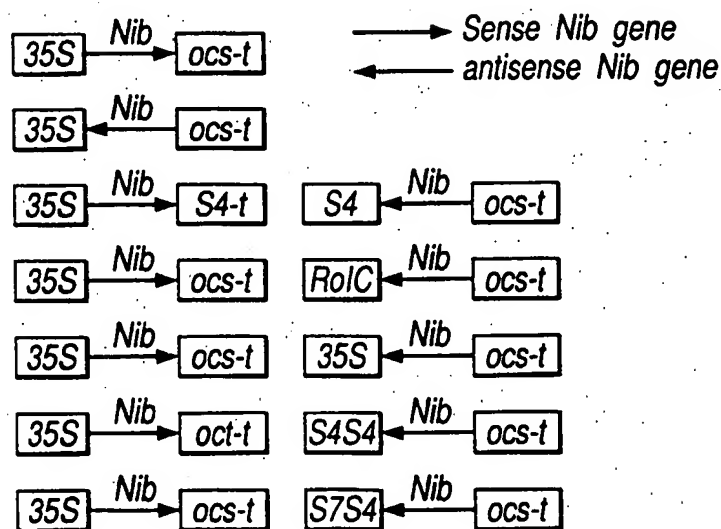 Nib
35S ocs-t
Sense Nib gene
antisense Nib gene
Nib
35S ocs-t
Nib Nib
35S S4-t S4 ocs-t
Nib Nib
35S ocs-t RolC ocs-t
Nib Nib
35S ocs-t 35S ocs-t
Nib Nib
35S oct-t S4S4 ocs-t
Nib Nib
35S ocs-t S7S4 ocs-t